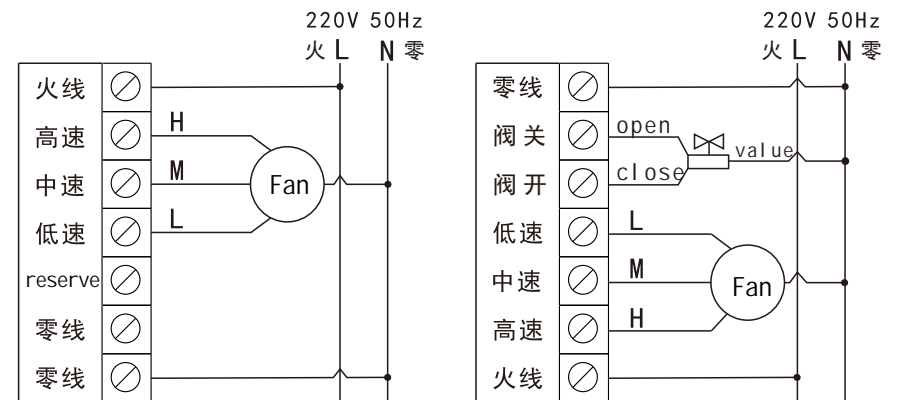 220V 50Hz
火 L N 零
火线
高速 H
中速 M Fan
低速 L
reserve
零线
零线
220V 50Hz
火 L N 零
零线
阀关 open
value
阀开 close
低速 L
中速 M Fan
高速 H
火线